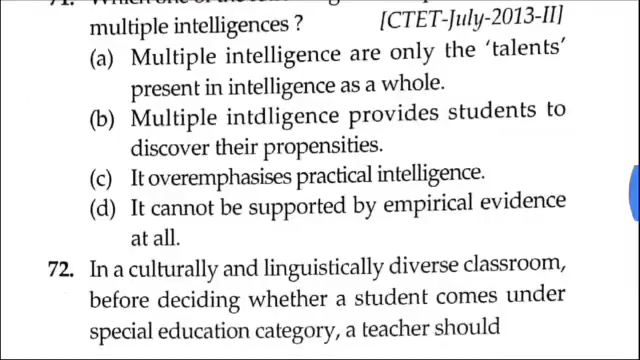 multiple intelligences ? [CTET-July-2013-II]
(a) Multiple intelligence are only the ‘talents’
present in intelligence as a whole.
(b) Multiple intdligence provides students to
discover their propensities.
(c) It overemphasises practical intelligence.
(d) It cannot be supported by empirical evidence
at all.
72. In a culturally and linguistically diverse classroom,
before deciding whether a student comes under
special education category, a teacher should